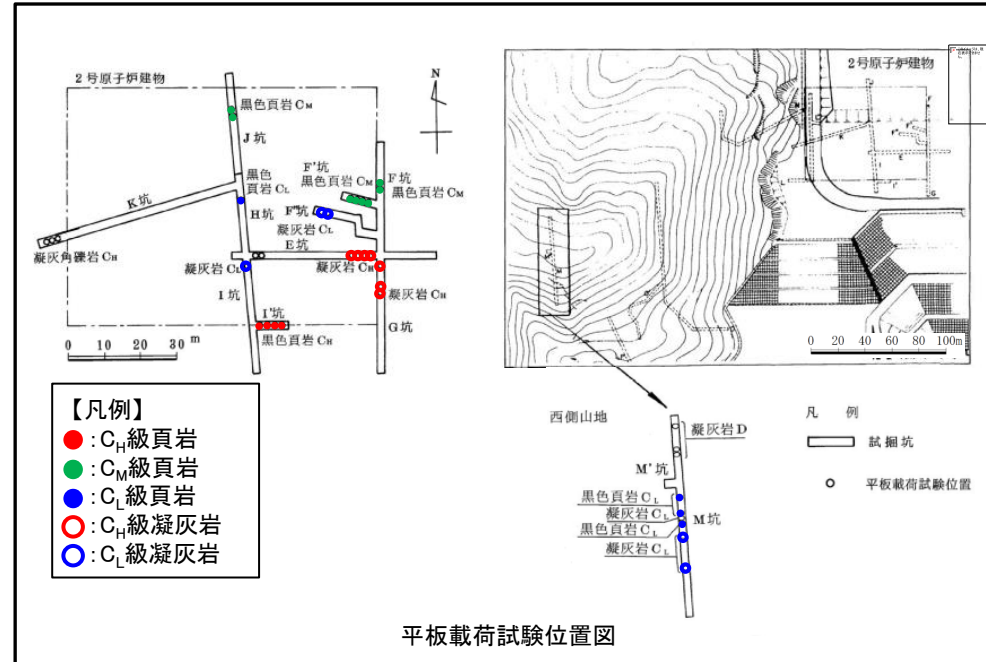 2号原子炉建物
黒色頁岩 CM
J坑
N
黒色
頁岩 CL
F'坑
黒色頁岩 CM
F坑
黒色頁岩 CM
K坑
H坑
F"坑
凝灰岩 CL
E坑
凝灰角礫岩 CH
凝灰岩 CL
凝灰岩 CH
I坑
凝灰岩 CH
I'坑
黒色頁岩 CH
G坑
0 10 20 30 m
【凡例】
:CH級頁岩
:CM級頁岩
:CL級頁岩
:CH級凝灰岩
:CL級凝灰岩
2号原子炉建物
K
F
F"
E
I
I'
G
M
0 20 40 60 80 100m
西側山地
凝灰岩 D
M'坑
黒色頁岩 CL
凝灰岩 CL
黒色頁岩 CL
凝灰岩 CL
M坑
凡 例
試掘坑
平板載荷試験位置
平板載荷試験位置図